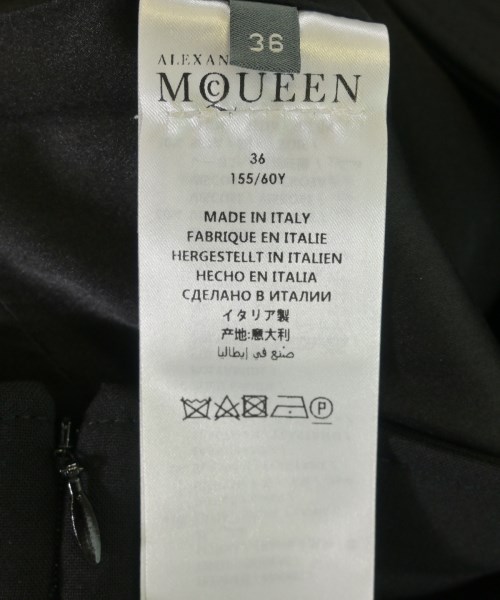 36
ALEXAN
MCQUEEN
36
155/60Y
MADE IN ITALY
FABRIQUE EN ITALIE
HERGESTELLT IN ITALIEN
HECHO EN ITALIA
СДЕЛАНО В ИТАЛИИ
イタリア製
产地:意大利
صنع في إيطاليا
P